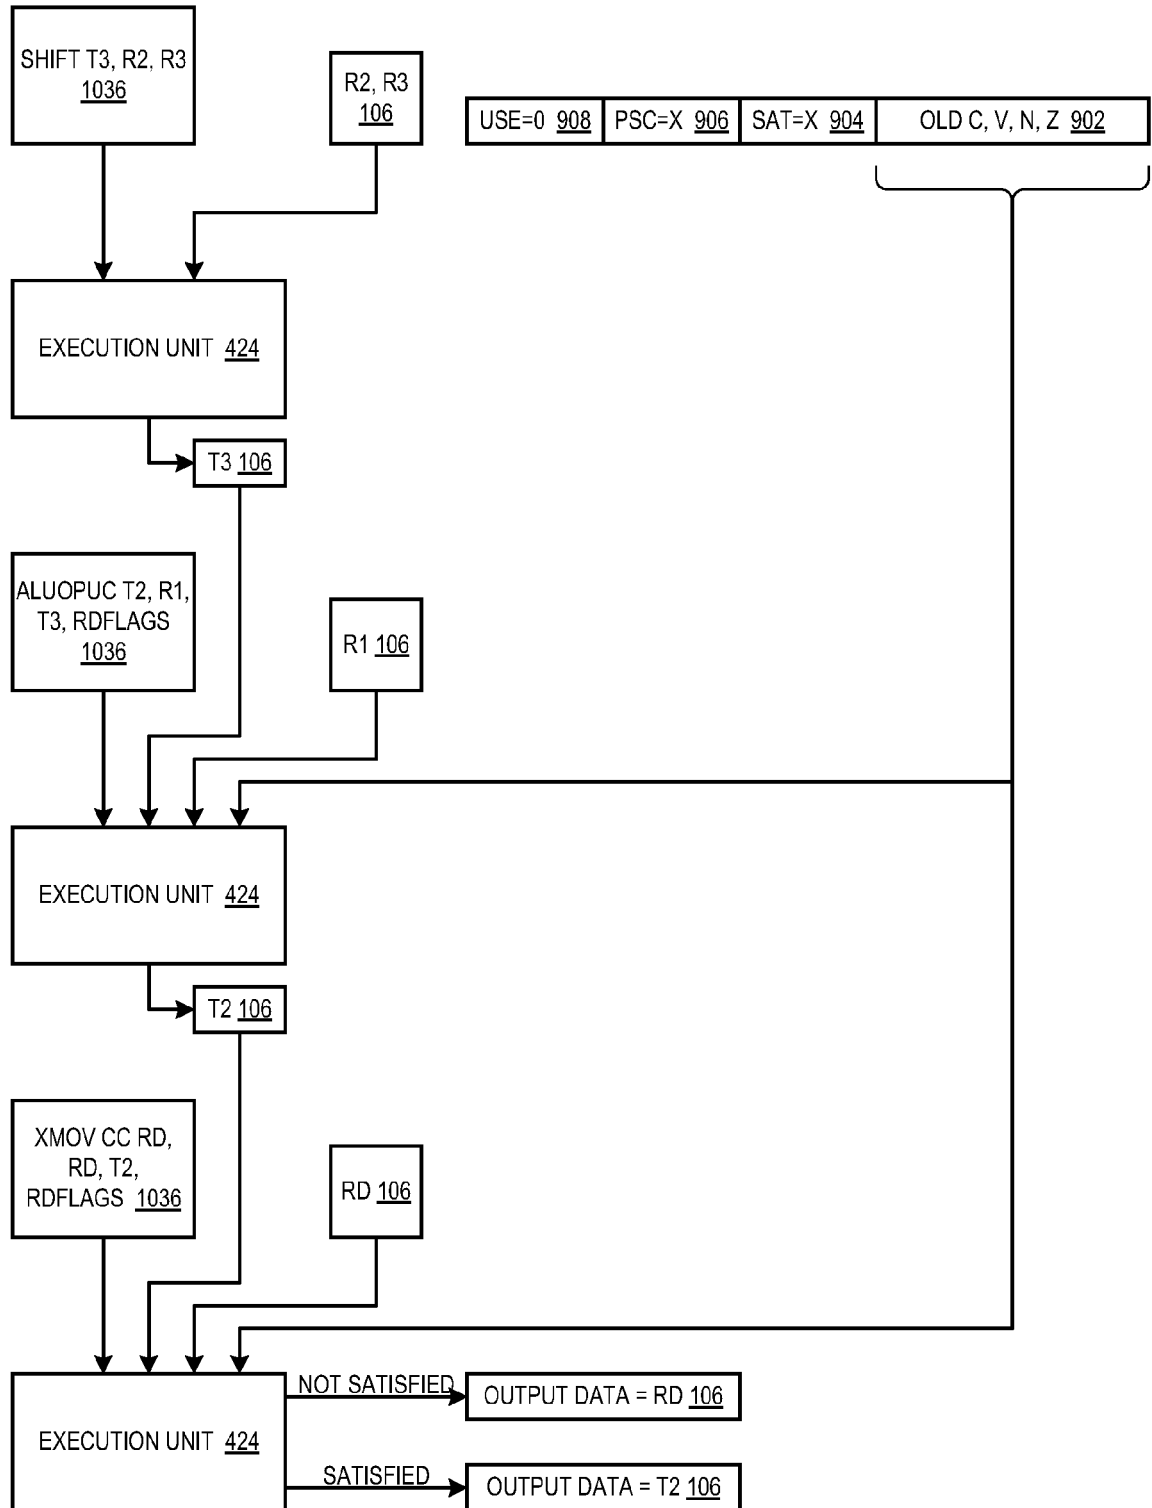 SHIFT T3, R2, R3
1036
R2, R3
106
USE=0 908
PSC=X 906
SAT=X 904
OLD C, V, N, Z 902
EXECUTION UNIT 424
T3 106
ALUOPUC T2, R1,
T3, RDFLAGS
1036
R1 106
EXECUTION UNIT 424
T2 106
XMOV CC RD,
RD, T2,
RDFLAGS 1036
RD 106
EXECUTION UNIT 424
NOT SATISFIED
OUTPUT DATA = RD 106
SATISFIED
OUTPUT DATA = T2 106